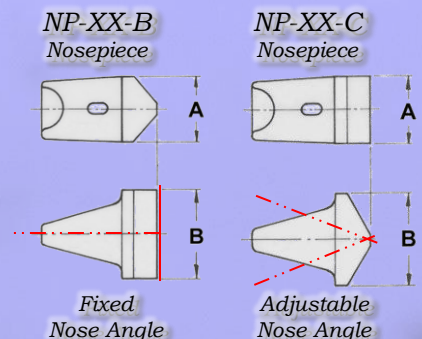 NP-XX-B
Nosepiece
A
B
Fixed
Nose Angle
NP-XX-C
Nosepiece
A
B
Adjustable
Nose Angle